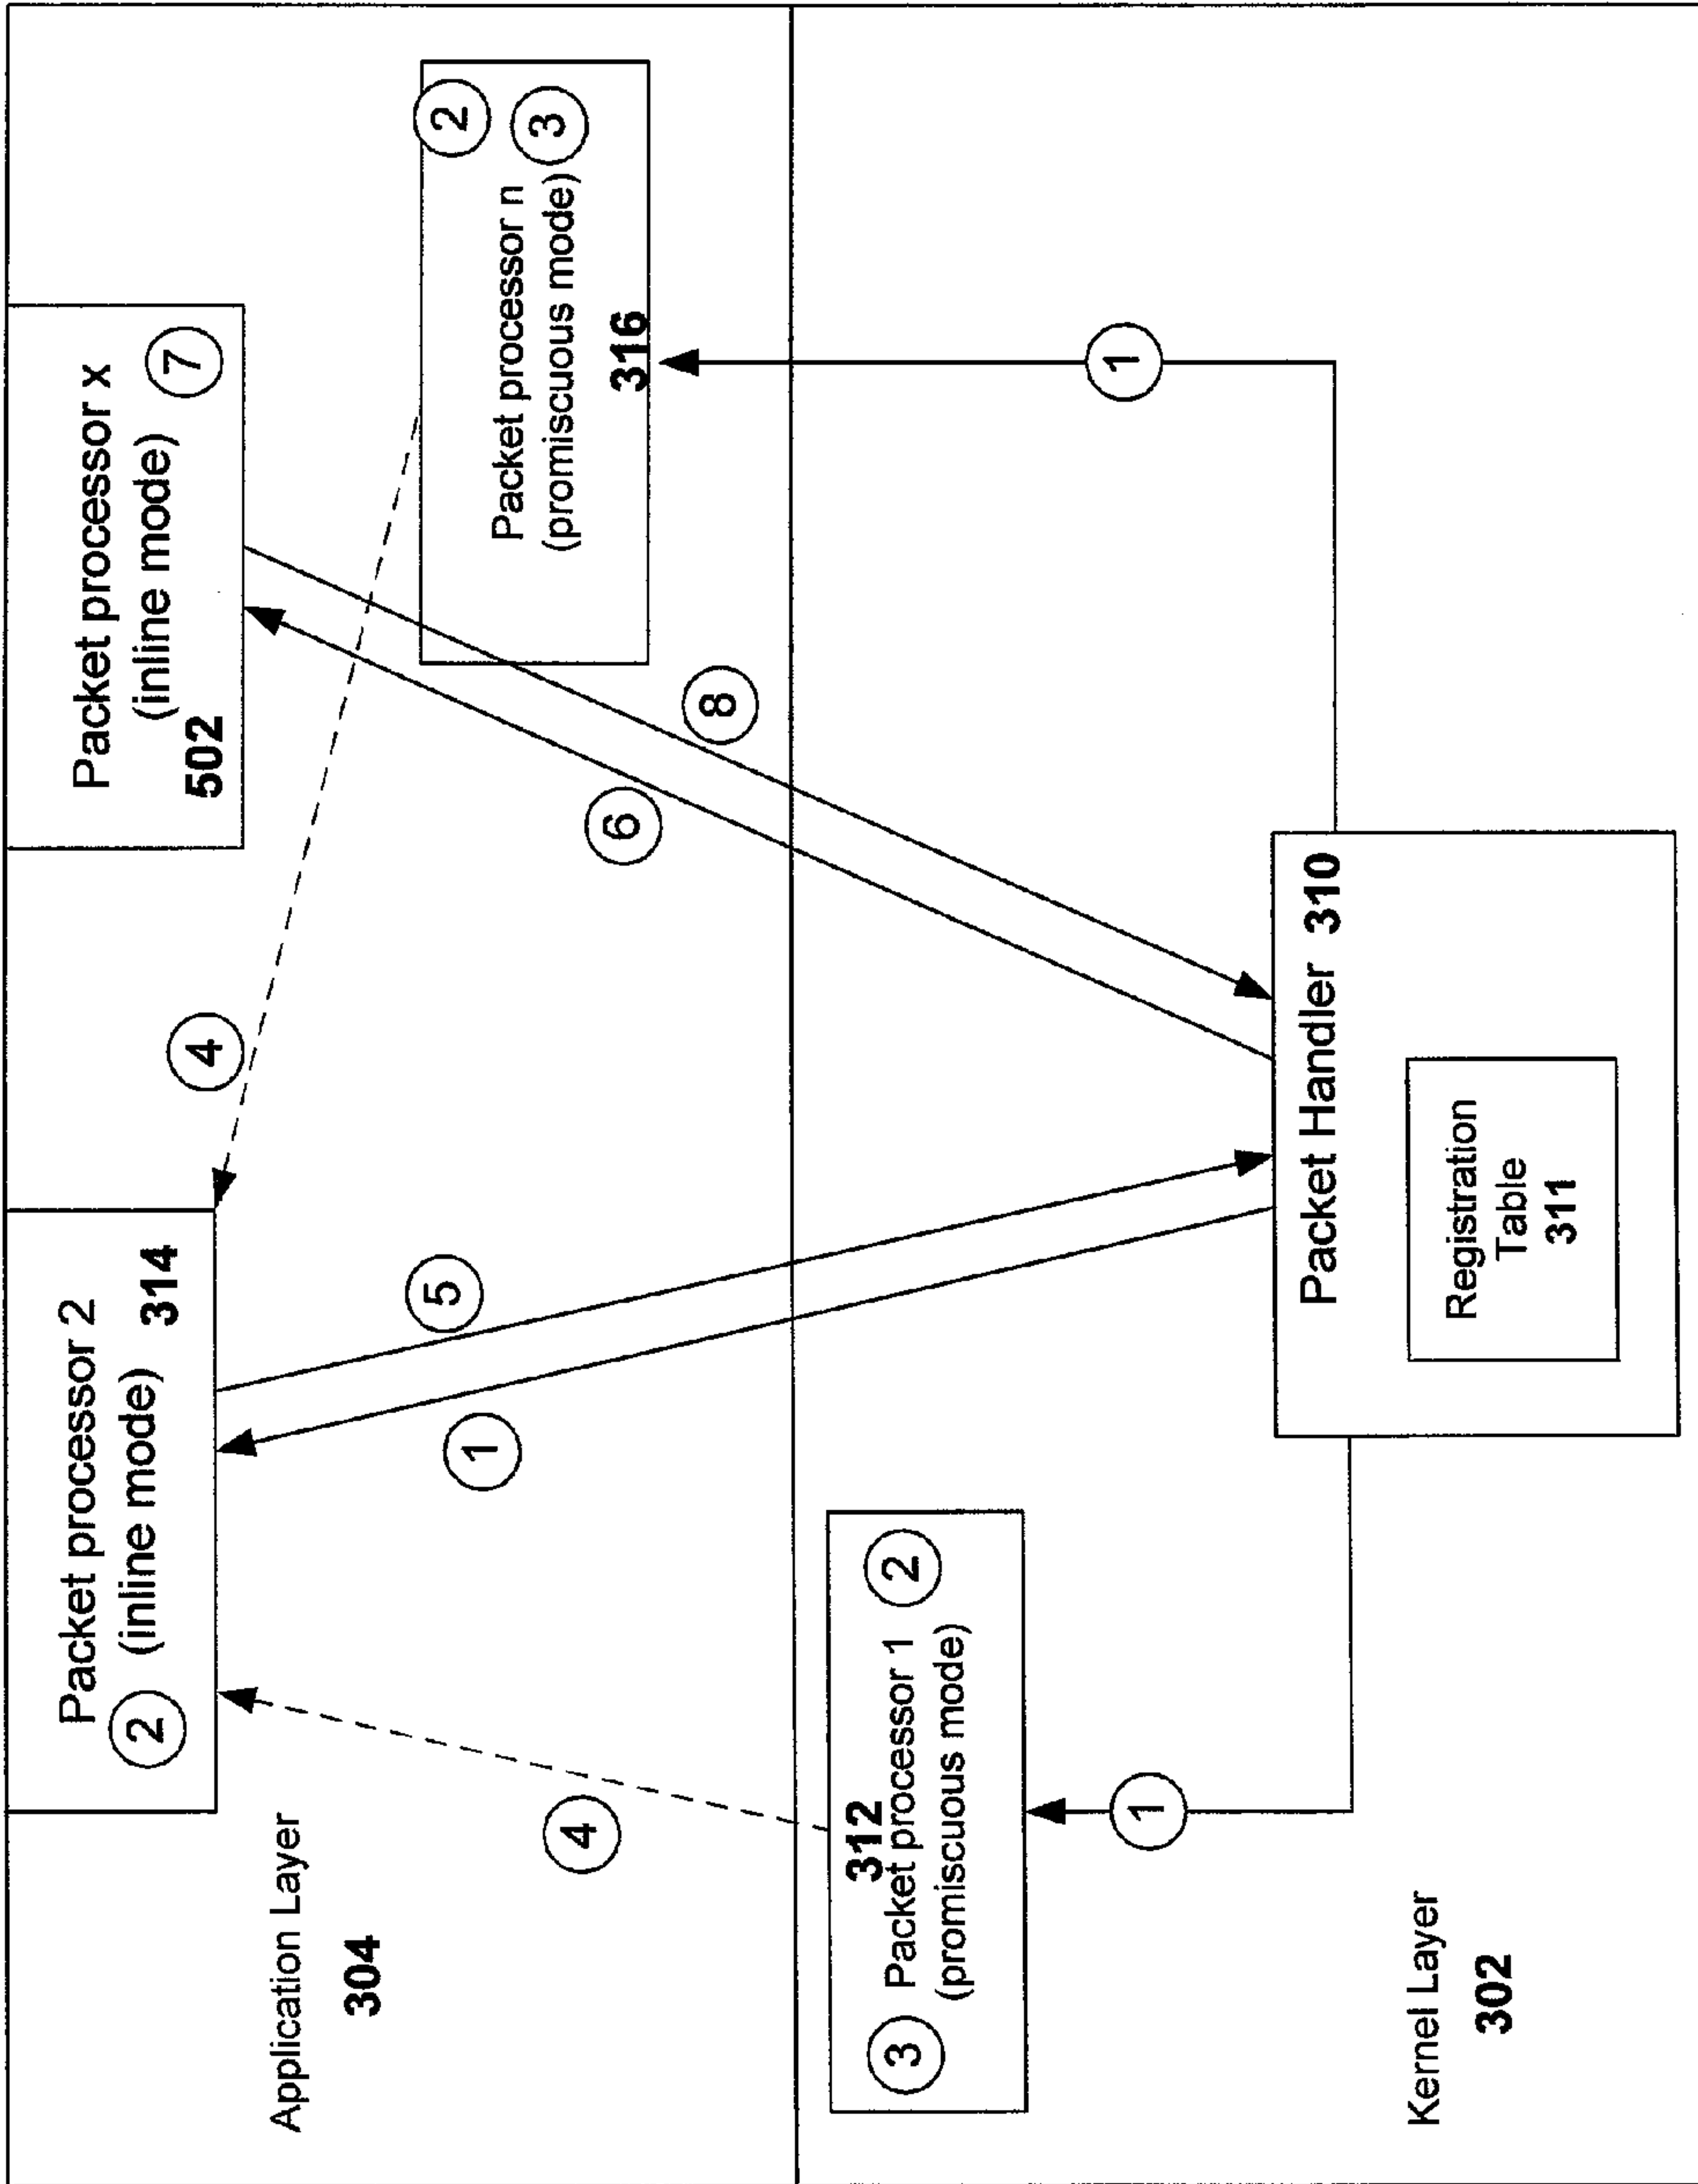 Application Layer
304
Packet processor 2
2 (inline mode)
314
Packet processor x
(inline mode)
502
7
4
4
5
1
6
8
2
3
Packet processor n
(promiscuous mode)
316
312
3 Packet processor 1
(promiscuous mode)
2
1
1
Packet Handler 310
Registration
Table
311
Kernel Layer
302